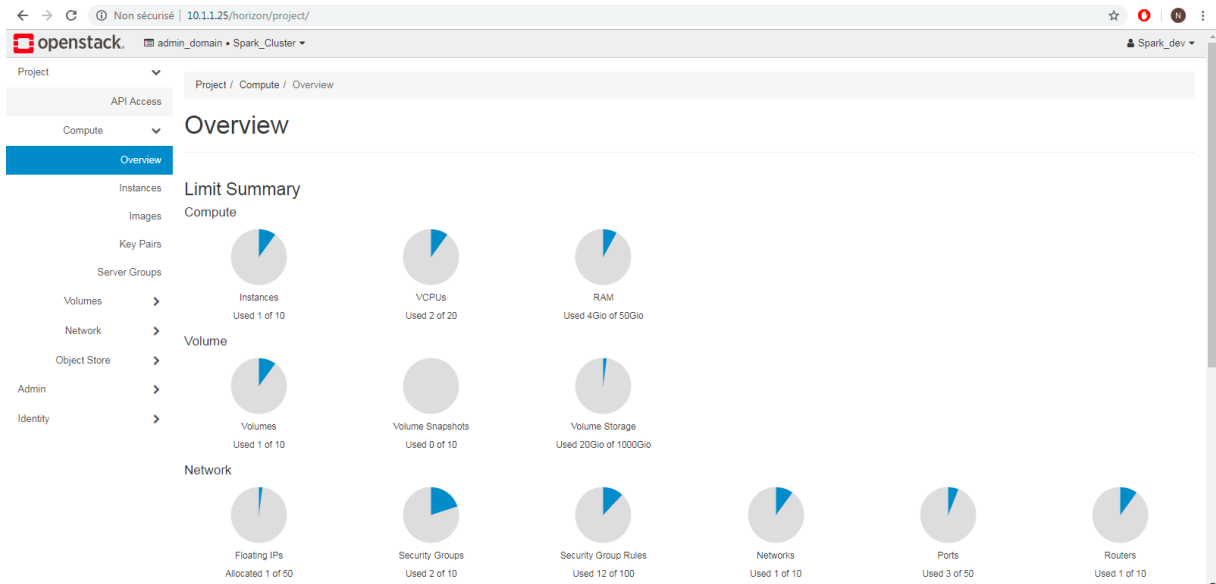 Non sécurisé | 10.1.1.25/horizon/project/
N
openstack. admin_domain • Spark_Cluster
Spark_dev
Project
API Access
Compute
Overview
Instances
Images
Key Pairs
Server Groups
Volumes
Network
Object Store
Admin
Identity
Project / Compute / Overview
Overview
Limit Summary
Compute
Instances VCPUs RAM
Used 1 of 10 Used 2 of 20 Used 4Gio of 50Gio
Volume
Volumes Volume Snapshots Volume Storage
Used 1 of 10 Used 0 of 10 Used 20Gio of 1000Gio
Network
Floating IPs Security Groups Security Group Rules Networks Ports Routers
Allocated 1 of 50 Used 2 of 10 Used 12 of 100 Used 1 of 10 Used 3 of 50 Used 1 of 10